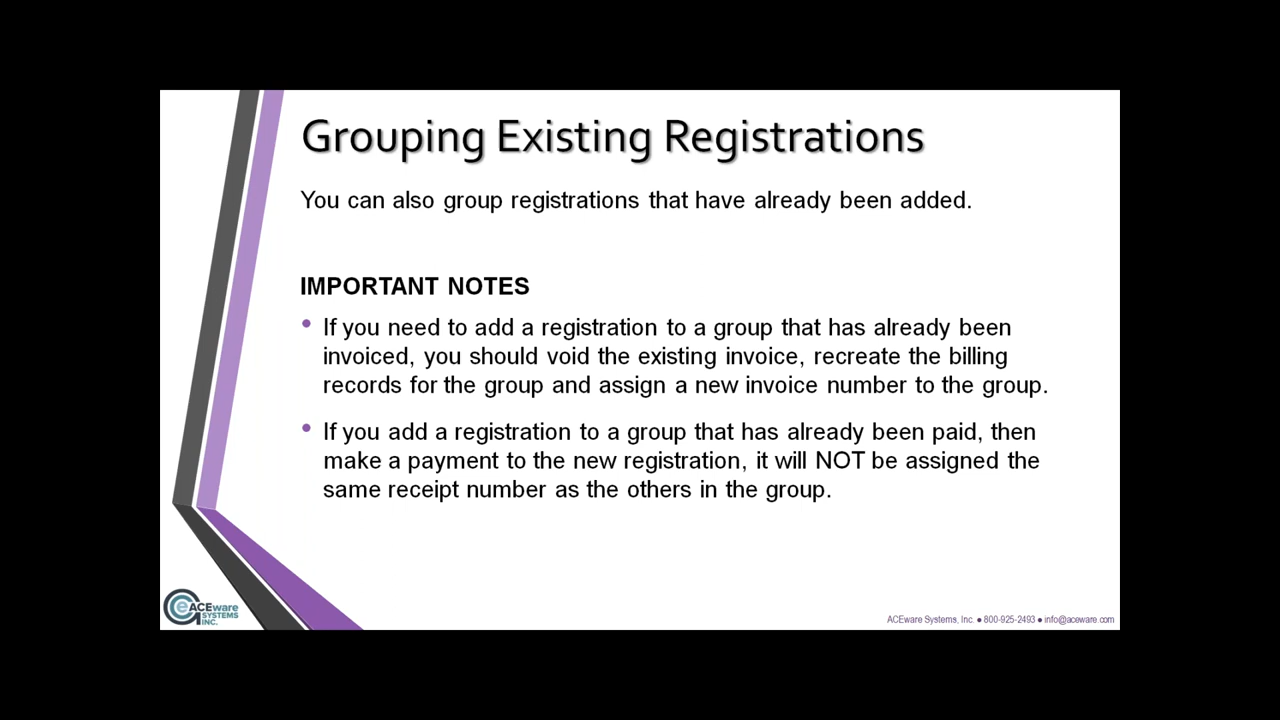 Grouping Existing Registrations
You can also group registrations that have already been added.
IMPORTANT NOTES
• If you need to add a registration to a group that has already been
invoiced, you should void the existing invoice, recreate the billing
records for the group and assign a new invoice number to the group.
• If you add a registration to a group that has already been paid, then
make a payment to the new registration, it will NOT be assigned the
same receipt number as the others in the group.
ACEware
SYSTEMS
INC.
ACEware Systems, Inc. ● 800-925-2493 ● info@aceware.com